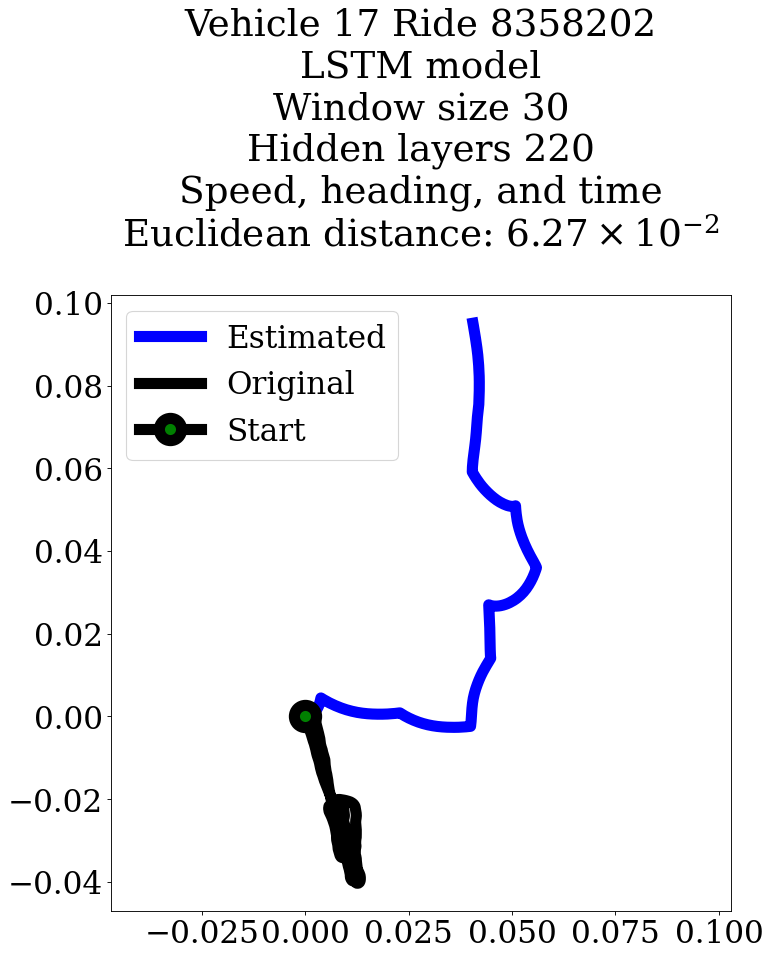 Vehicle 17 Ride 8358202
LSTM model
Window size 30
Hidden layers 220
Speed, heading, and time
Euclidean distance: 6.27 × 10⁻²
0.10
Estimated
0.08
Original
Start
0.06
0.04
0.02
0.00
−0.02
−0.04
−0.025 0.000 0.025 0.050 0.075 0.100